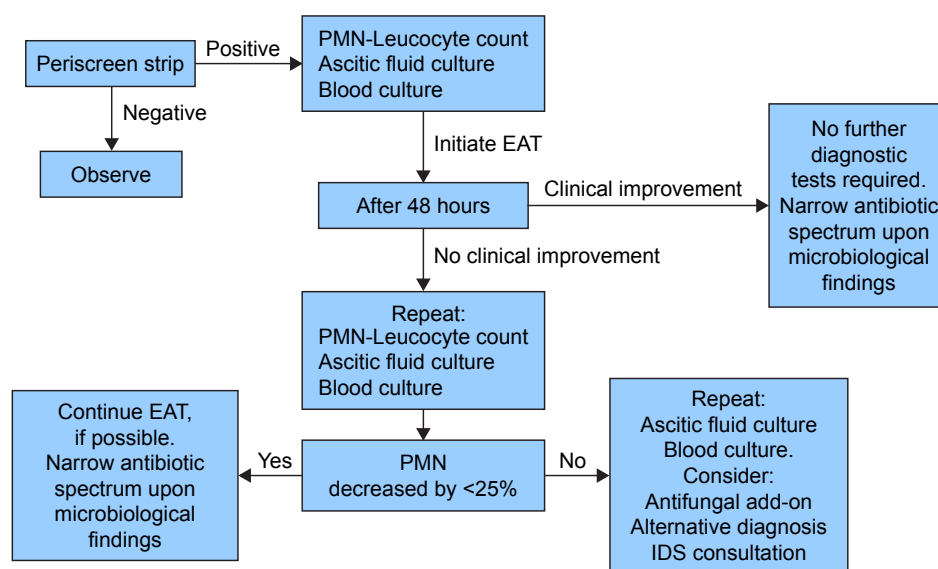 Periscreen strip
Positive
PMN-Leucocyte count
Ascitic fluid culture
Blood culture
Negative
Observe
Initiate EAT
After 48 hours
Clinical improvement
No further
diagnostic
tests required.
Narrow antibiotic
spectrum upon
microbiological
findings
No clinical improvement
Repeat:
PMN-Leucocyte count
Ascitic fluid culture
Blood culture
PMN
decreased by <25%
Yes
Continue EAT,
if possible.
Narrow antibiotic
spectrum upon
microbiological
findings
No
Repeat:
Ascitic fluid culture
Blood culture.
Consider:
Antifungal add-on
Alternative diagnosis
IDS consultation